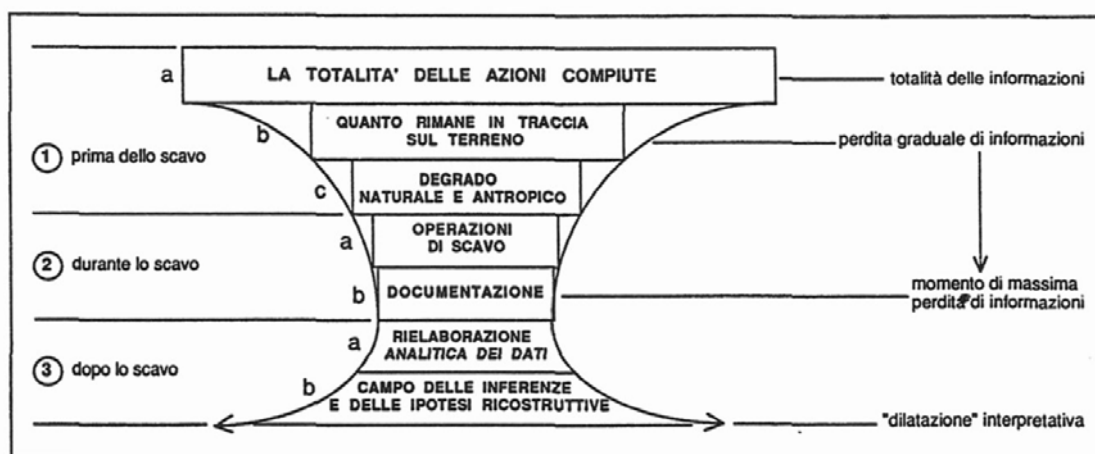 a
LA TOTALITA' DELLE AZIONI COMPIUTE
totalità delle informazioni
b
QUANTO RIMANE IN TRACCIA
SUL TERRENO
perdita graduale di informazioni
1 prima dello scavo
c
DEGRADO
NATURALE E ANTROPICO
a
OPERAZIONI
DI SCAVO
2 durante lo scavo
b
DOCUMENTAZIONE
momento di massima
perdita di informazioni
a
RIELABORAZIONE
ANALITICA DEI DATI
3 dopo lo scavo
b
CAMPO DELLE INFERENZE
E DELLE IPOTESI RICOSTRUTTIVE
"dilatazione" interpretativa